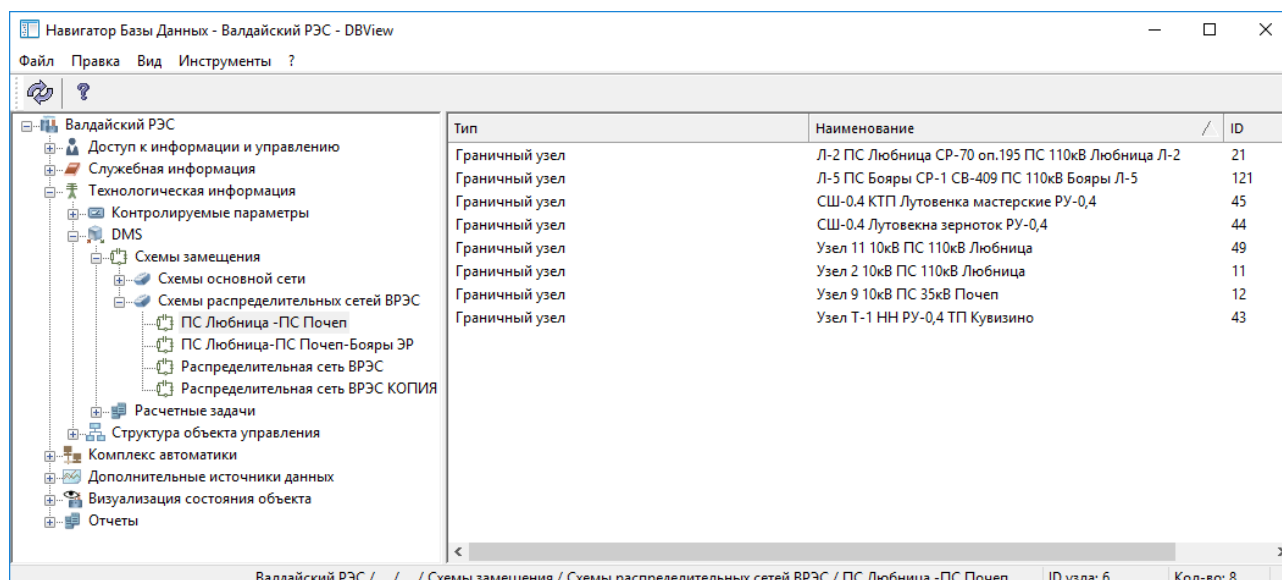 Навигатор Базы Данных - Валдайский РЭС - DBView
Файл Правка Вид Инструменты ?
Валдайский РЭС
Доступ к информации и управлению
Служебная информация
Технологическая информация
Контролируемые параметры
DMS
Схемы замещения
Схемы основной сети
Схемы распределительных сетей ВРЭС
ПС Любница -ПС Почеп
ПС Любница-ПС Почеп-Бояры ЭР
Распределительная сеть ВРЭС
Распределительная сеть ВРЭС КОПИЯ
Расчетные задачи
Структура объекта управления
Комплекс автоматики
Дополнительные источники данных
Визуализация состояния объекта
Отчеты
Тип Наименование ID
Граничный узел Л-2 ПС Любница СР-70 оп.195 ПС 110кВ Любница Л-2 21
Граничный узел Л-5 ПС Бояры СР-1 СВ-409 ПС 110кВ Бояры Л-5 121
Граничный узел СШ-0.4 КТП Лутовенка мастерские РУ-0,4 45
Граничный узел СШ-0.4 Лутовекна зерноток РУ-0,4 44
Граничный узел Узел 11 10кВ ПС 110кВ Любница 49
Граничный узел Узел 2 10кВ ПС 110кВ Любница 11
Граничный узел Узел 9 10кВ ПС 35кВ Почеп 12
Граничный узел Узел Т-1 НН РУ-0,4 ТП Кувизино 43
Валдайский РЭС / ... / ... / Схемы замещения / Схемы распределительных сетей ВРЭС / ПС Любница -ПС Почеп ID узла: 6 Кол-во: 8